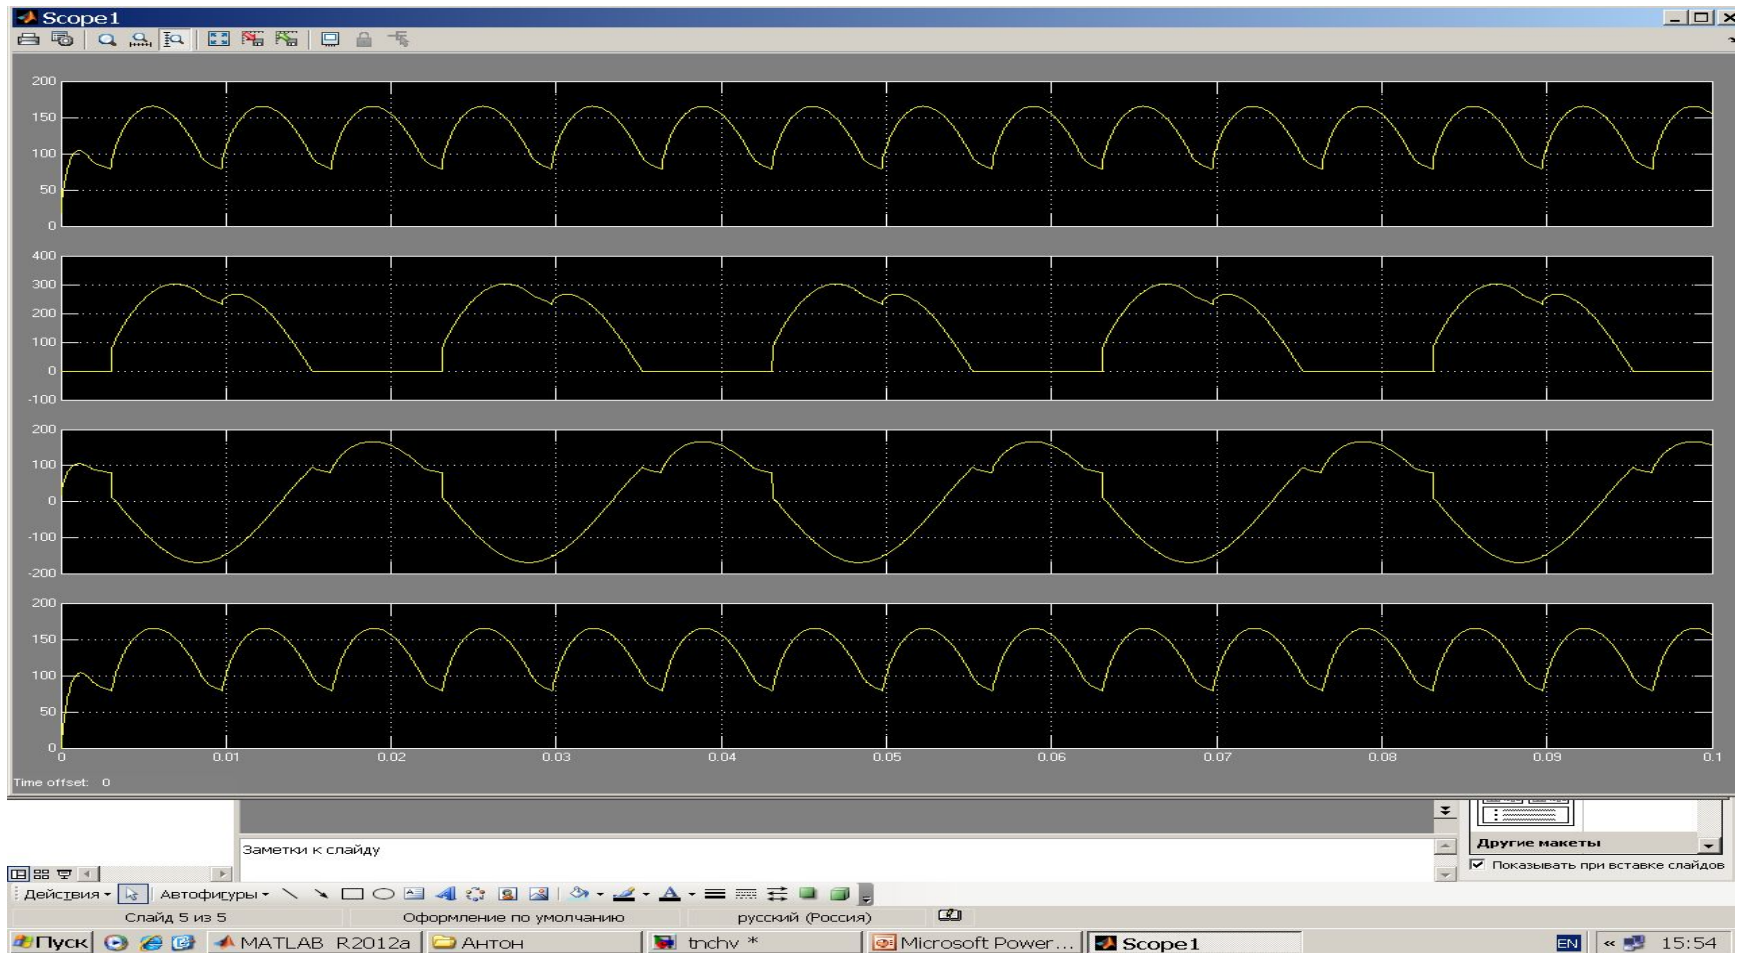 Scope1
200
150
100
50
0
400
300
200
100
0
-100
200
100
0
-100
-200
200
150
100
50
0
0 0.01 0.02 0.03 0.04 0.05 0.06 0.07 0.08 0.09 0.1
Time offset: 0
Заметки к слайду
Другие макеты
Показывать при вставке слайдов
Действия Автофигуры
Слайд 5 из 5 Оформление по умолчанию русский (Россия)
Пуск MATLAB R2012a Антон tnchv * Microsoft Power... Scope1 EN « 15:54